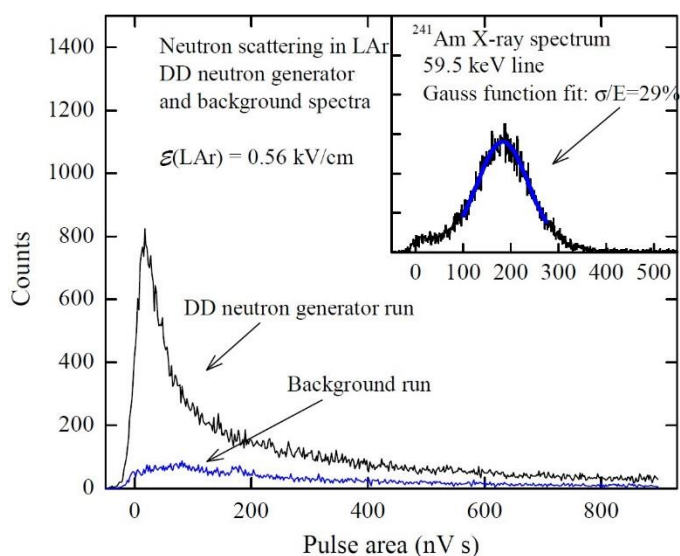 1400
1200
1000
800
600
400
200
0
Counts
Neutron scattering in LAr
DD neutron generator
and background spectra
ℰ(LAr) = 0.56 kV/cm
²⁴¹Am X-ray spectrum
59.5 keV line
Gauss function fit: σ/E=29%
0 100 200 300 400 500
DD neutron generator run
Background run
0 200 400 600 800
Pulse area (nV s)